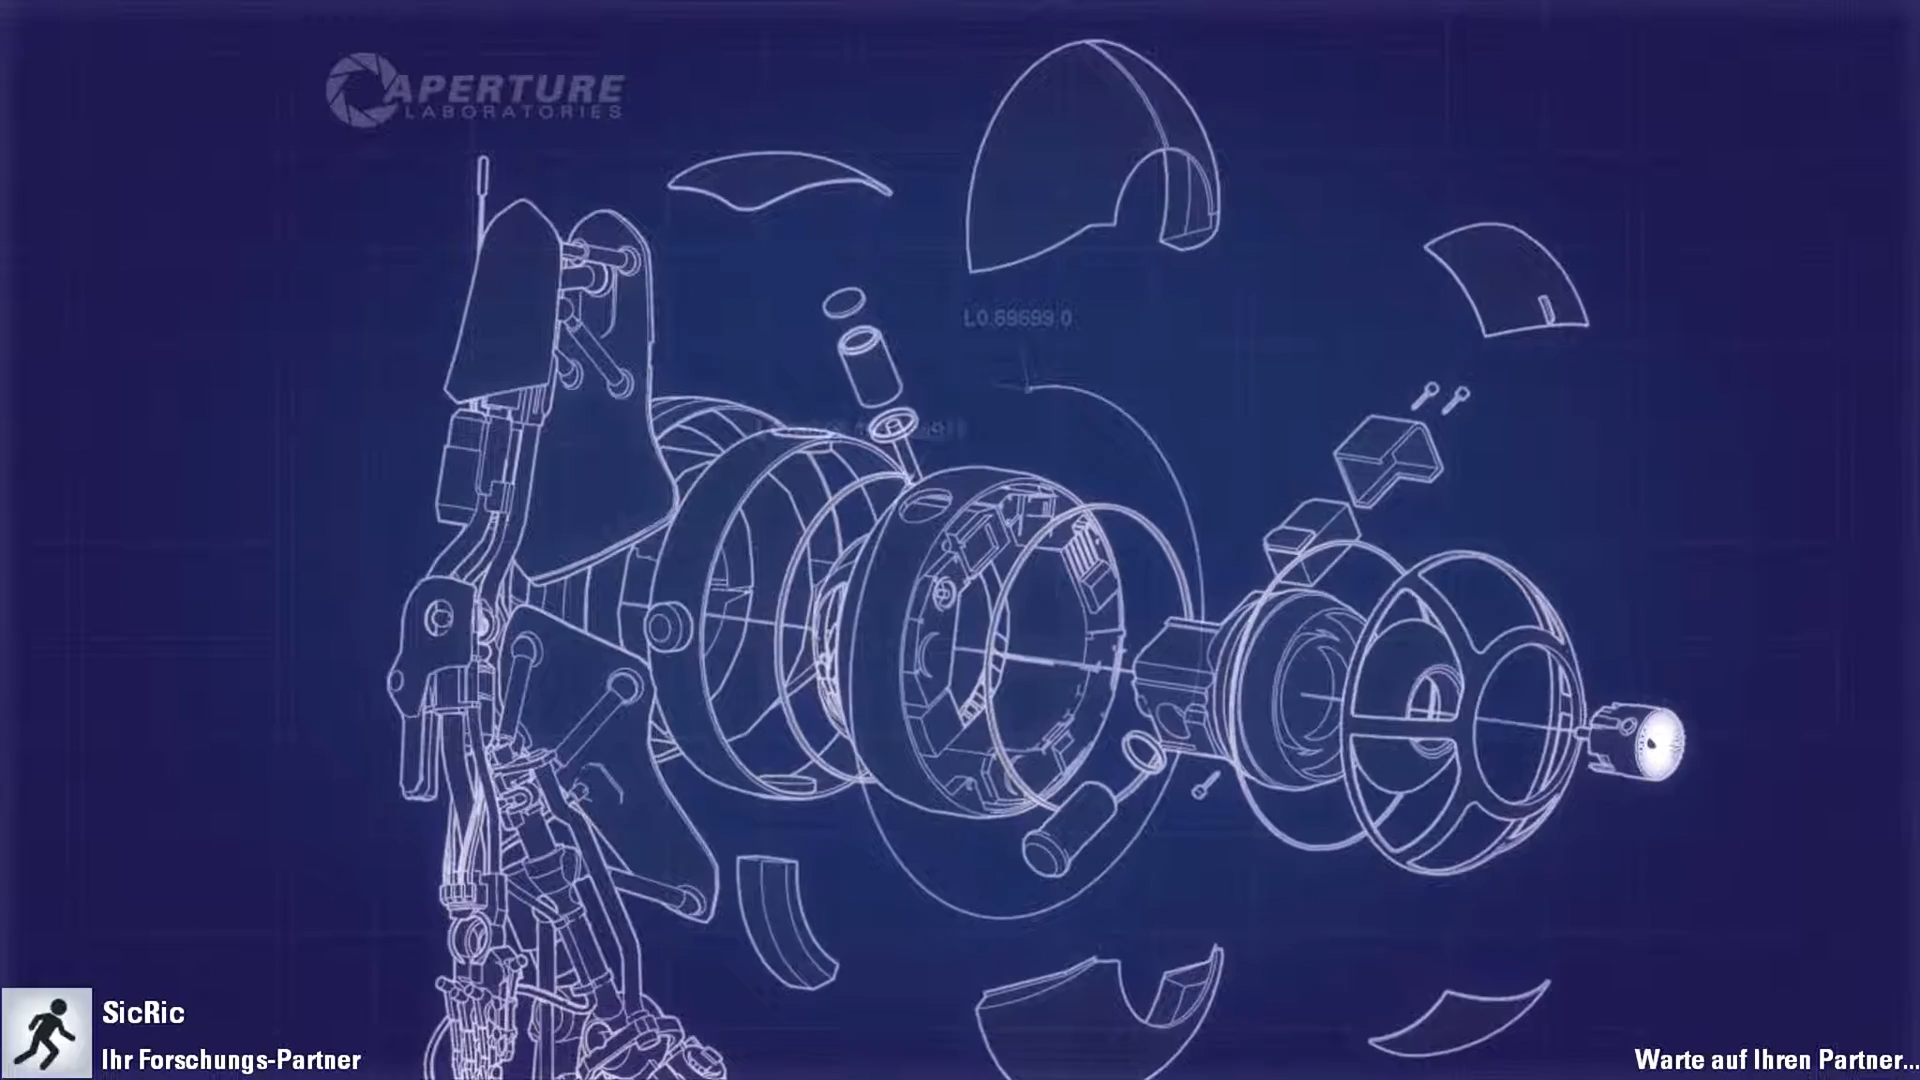 APERTURE
LABORATORIES
L0.69699.0
SicRic
Ihr Forschungs-Partner
Warte auf Ihren Partner...